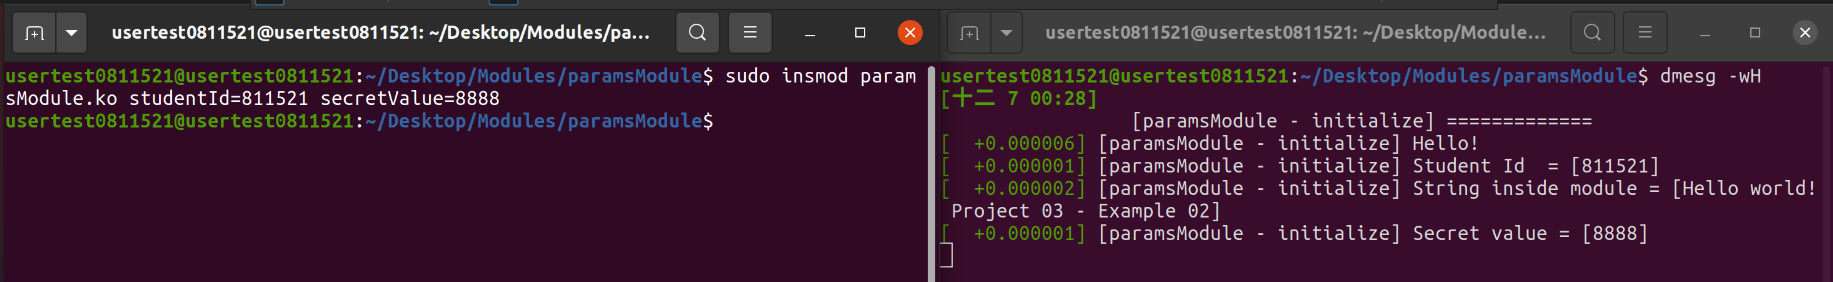 usertest0811521@usertest0811521: ~/Desktop/Modules/pa...
usertest0811521@usertest0811521:~/Desktop/Modules/paramsModule$ sudo insmod param
sModule.ko studentId=811521 secretValue=8888
usertest0811521@usertest0811521:~/Desktop/Modules/paramsModule$
usertest0811521@usertest0811521: ~/Desktop/Module...
usertest0811521@usertest0811521:~/Desktop/Modules/paramsModule$ dmesg -wH
[十二 7 00:28]
[paramsModule - initialize] =============
[  +0.000006] [paramsModule - initialize] Hello!
[  +0.000001] [paramsModule - initialize] Student Id  = [811521]
[  +0.000002] [paramsModule - initialize] String inside module = [Hello world!
 Project 03 - Example 02]
[  +0.000001] [paramsModule - initialize] Secret value = [8888]